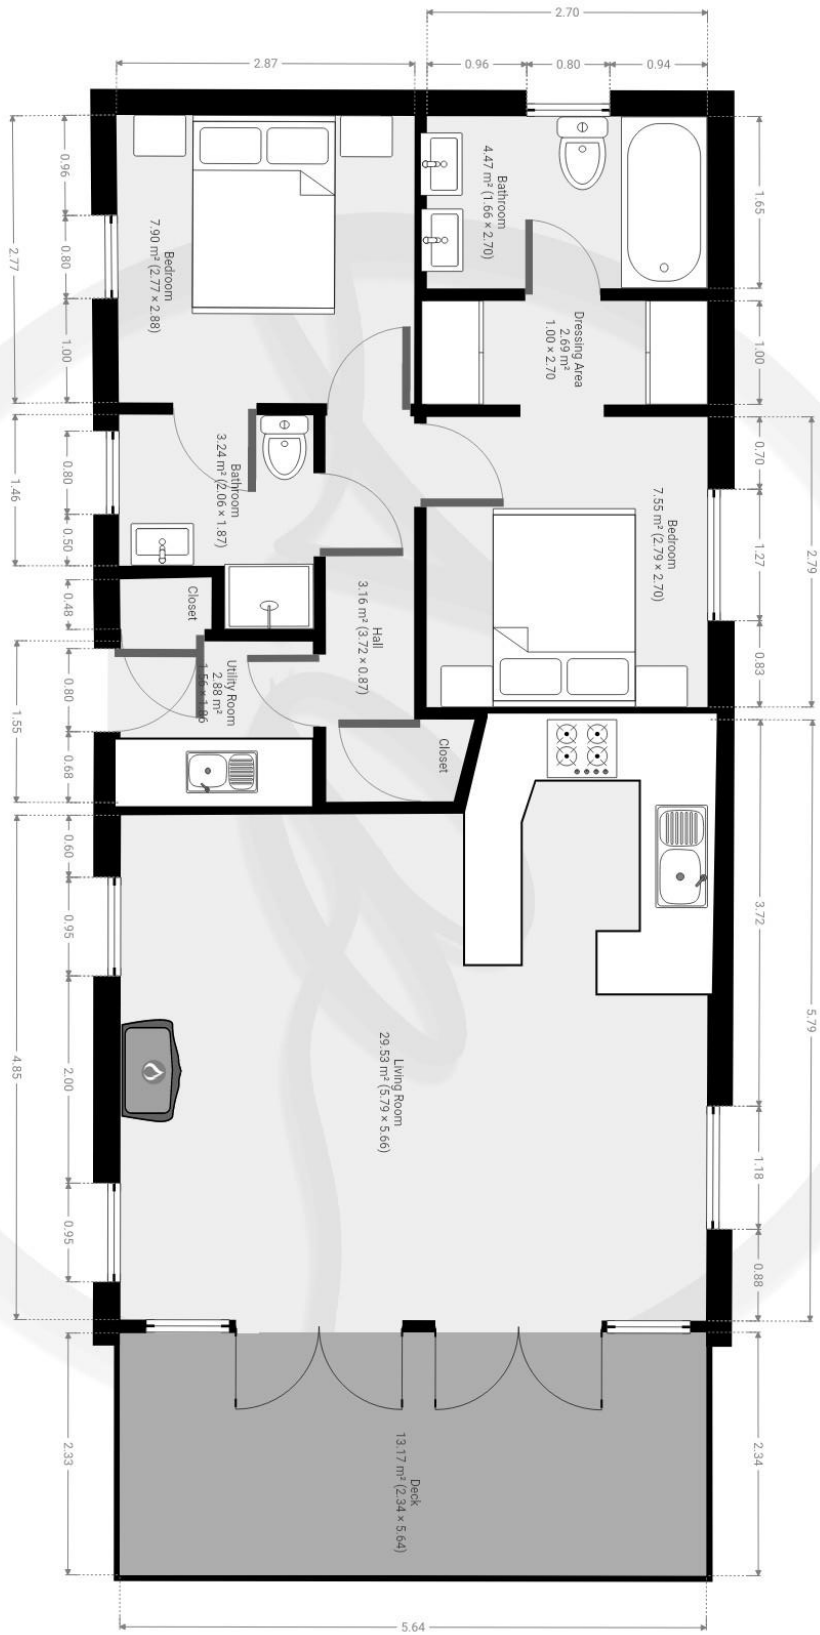 2.70
2.87
0.96
0.80
0.94
Bathroom
4.47 m² (1.66 × 2.70)
Bedroom
7.90 m² (2.77 × 2.88)
0.96
0.80
1.00
2.77
1.65
1.00
Dressing Area
2.69 m²
1.00 × 2.70
Bathroom
3.24 m² (2.06 × 1.87)
Bedroom
7.55 m² (2.79 × 2.70)
0.80
0.50
1.46
0.70
1.27
0.83
2.79
Closet
0.48
Hall
3.16 m² (3.72 × 0.87)
Utility Room
2.88 m²
1.56 × 1.86
0.80
0.68
1.55
Closet
0.60
0.95
2.00
0.95
4.85
3.72
1.18
0.88
5.79
Living Room
29.53 m² (5.79 × 5.66)
Deck
13.17 m² (2.34 × 5.64)
2.33
2.34
5.64